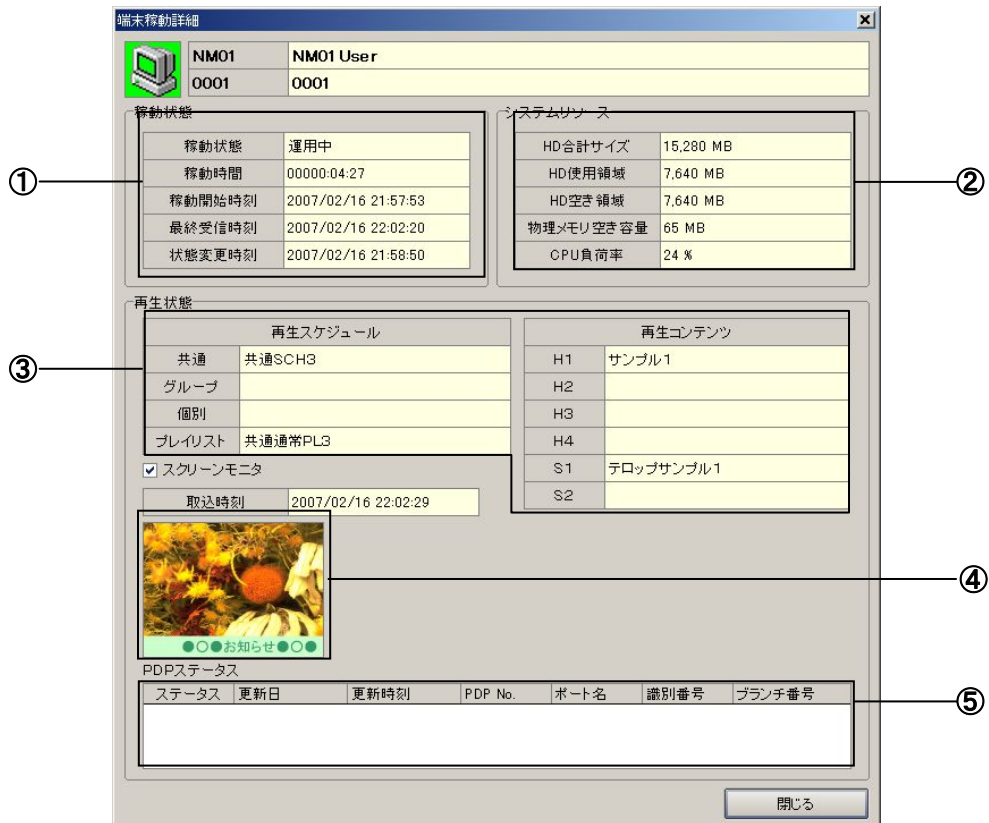 端末稼動詳細
NM01 NM01 User
0001 0001
稼動状態
稼動状態 運用中
稼動時間 00000:04:27
稼動開始時刻 2007/02/16 21:57:53
最終受信時刻 2007/02/16 22:02:20
状態変更時刻 2007/02/16 21:58:50
①
システムリソース
HD合計サイズ 15,280 MB
HD使用領域 7,640 MB
HD空き領域 7,640 MB
物理メモリ空き容量 65 MB
CPU負荷率 24 %
②
再生状態
③
再生スケジュール
共通 共通SCH3
グループ
個別
プレイリスト 共通通常PL3
再生コンテンツ
H1 サンプル1
H2
H3
H4
S1 テロップサンプル1
S2
スクリーンモニタ
取込時刻 2007/02/16 22:02:29
●○●お知らせ●○●
④
PDPステータス
ステータス 更新日 更新時刻 PDP No. ポート名 識別番号 ブランチ番号
⑤
閉じる